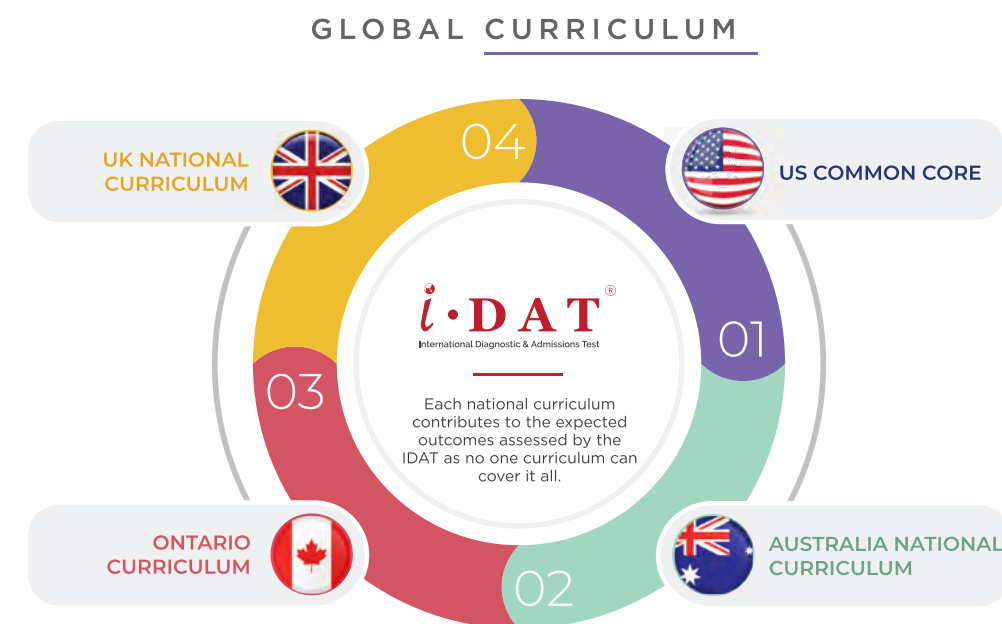 GLOBAL CURRICULUM
04
UK NATIONAL
CURRICULUM
US COMMON CORE
i·DAT®
International Diagnostic & Admissions Test
01
03
Each national curriculum
contributes to the expected
outcomes assessed by the
IDAT as no one curriculum can
cover it all.
ONTARIO
CURRICULUM
AUSTRALIA NATIONAL
CURRICULUM
02